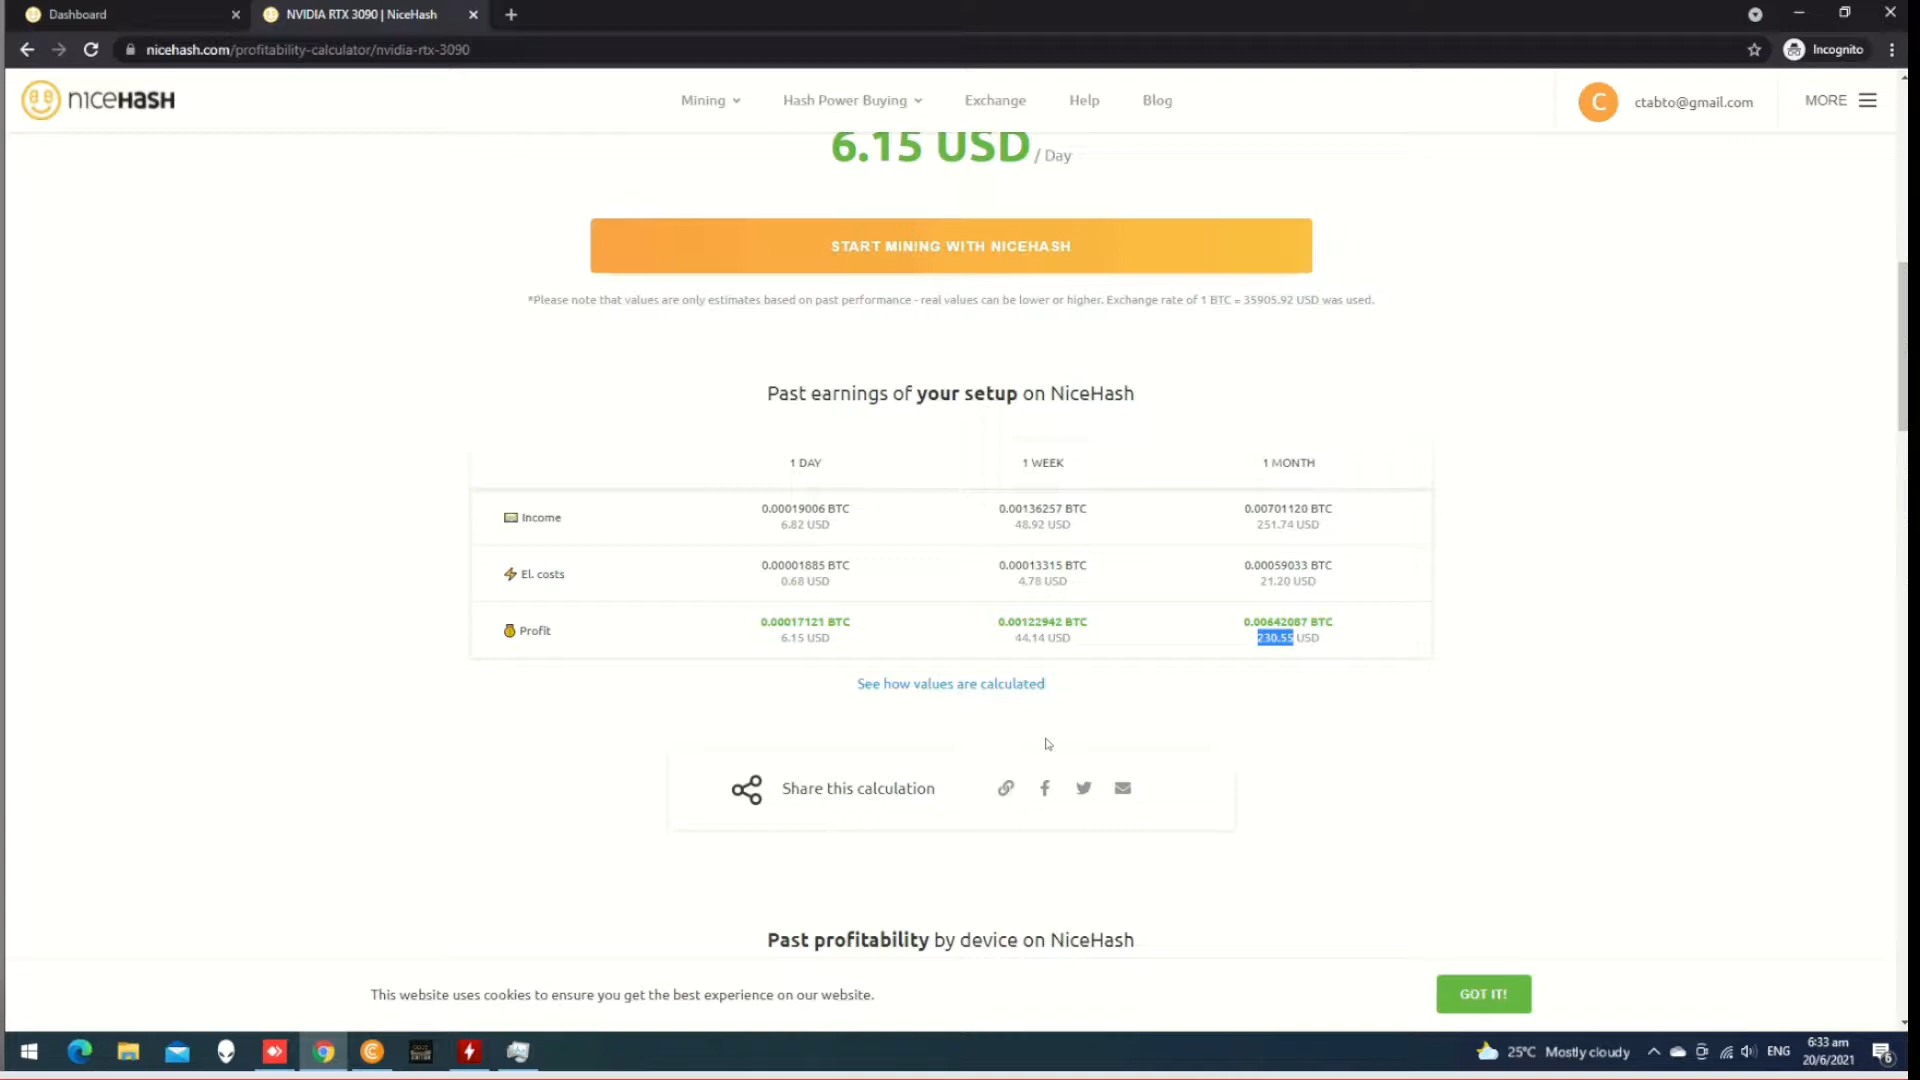 Dashboard
NVIDIA RTX 3090 | NiceHash
nicehash.com/profitability-calculator/nvidia-rtx-3090
Incognito
niceHASH
Mining
Hash Power Buying
Exchange
Help
Blog
C
ctabto@gmail.com
MORE
6.15 USD / Day
START MINING WITH NICEHASH
*Please note that values are only estimates based on past performance - real values can be lower or higher. Exchange rate of 1 BTC = 35905.92 USD was used.
Past earnings of your setup on NiceHash
1 DAY 1 WEEK 1 MONTH
Income
0.00019006 BTC 0.00136257 BTC 0.00701120 BTC
6.82 USD 48.92 USD 251.74 USD
El. costs
0.00001885 BTC 0.00013315 BTC 0.00059033 BTC
0.68 USD 4.78 USD 21.20 USD
Profit
0.00017121 BTC 0.00122942 BTC 0.00642087 BTC
6.15 USD 44.14 USD 230.55 USD
See how values are calculated
Share this calculation
Past profitability by device on NiceHash
This website uses cookies to ensure you get the best experience on our website.
GOT IT!
25°C Mostly cloudy
ENG
6:33 am
20/6/2021
6